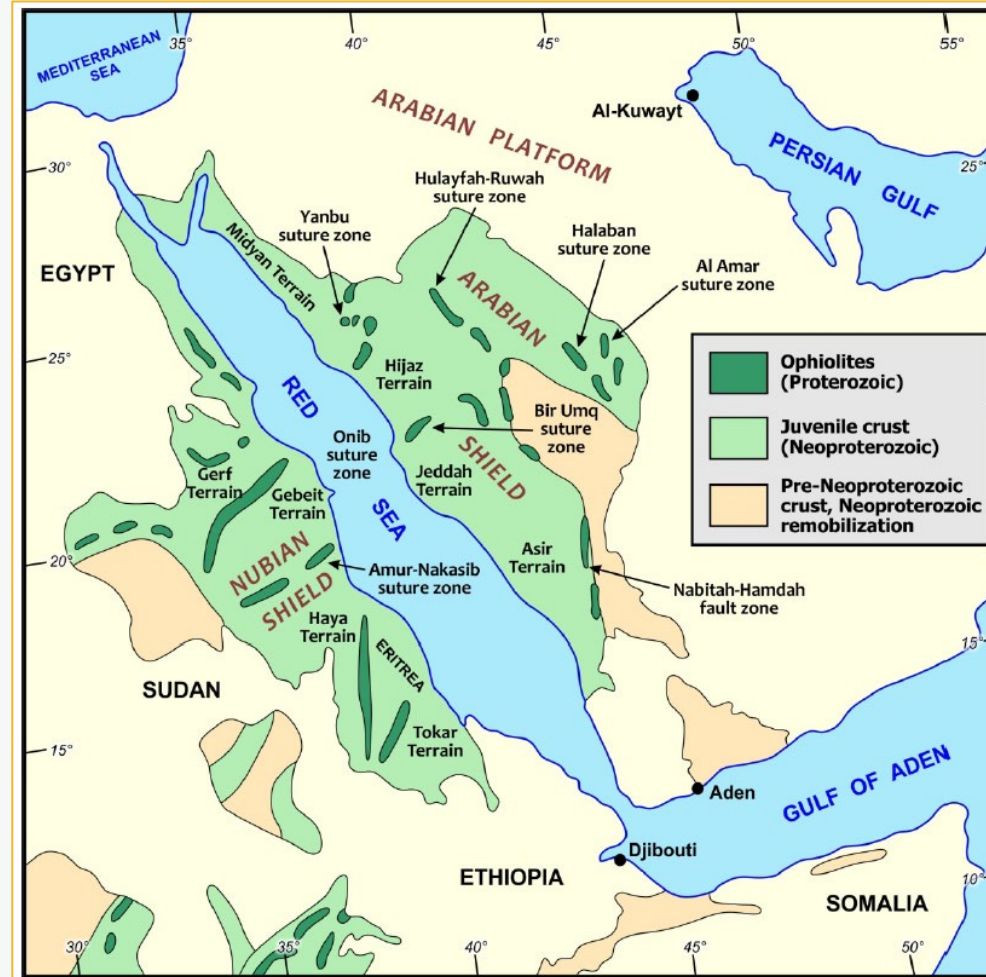 35°
40°
45°
50°
55°
MEDITERRANEAN
SEA
ARABIAN PLATFORM
Al-Kuwayt
PERSIAN GULF
30°
25°
Hulayfah-Ruwah
suture zone
Yanbu
suture zone
Halaban
suture zone
Midyan Terrain
EGYPT
ARABIAN
Al Amar
suture zone
25°
Hijaz
Terrain
RED
Bir Umq
suture
zone
Onib
suture
zone
SHIELD
Jeddah
Terrain
Gerf
Terrain
Gebeit
Terrain
SEA
Ophiolites
(Proterozoic)
Juvenile crust
(Neoproterozoic)
Pre-Neoproterozoic
crust, Neoproterozoic
remobilization
20°
NUBIAN
SHIELD
Amur-Nakasib
suture zone
Asir
Terrain
Nabitah-Hamdah
fault zone
Haya
Terrain
ERITREA
15°
SUDAN
Tokar
Terrain
15°
Aden
GULF OF ADEN
Djibouti
ETHIOPIA
SOMALIA
10°
30°
35°
40°
45°
50°